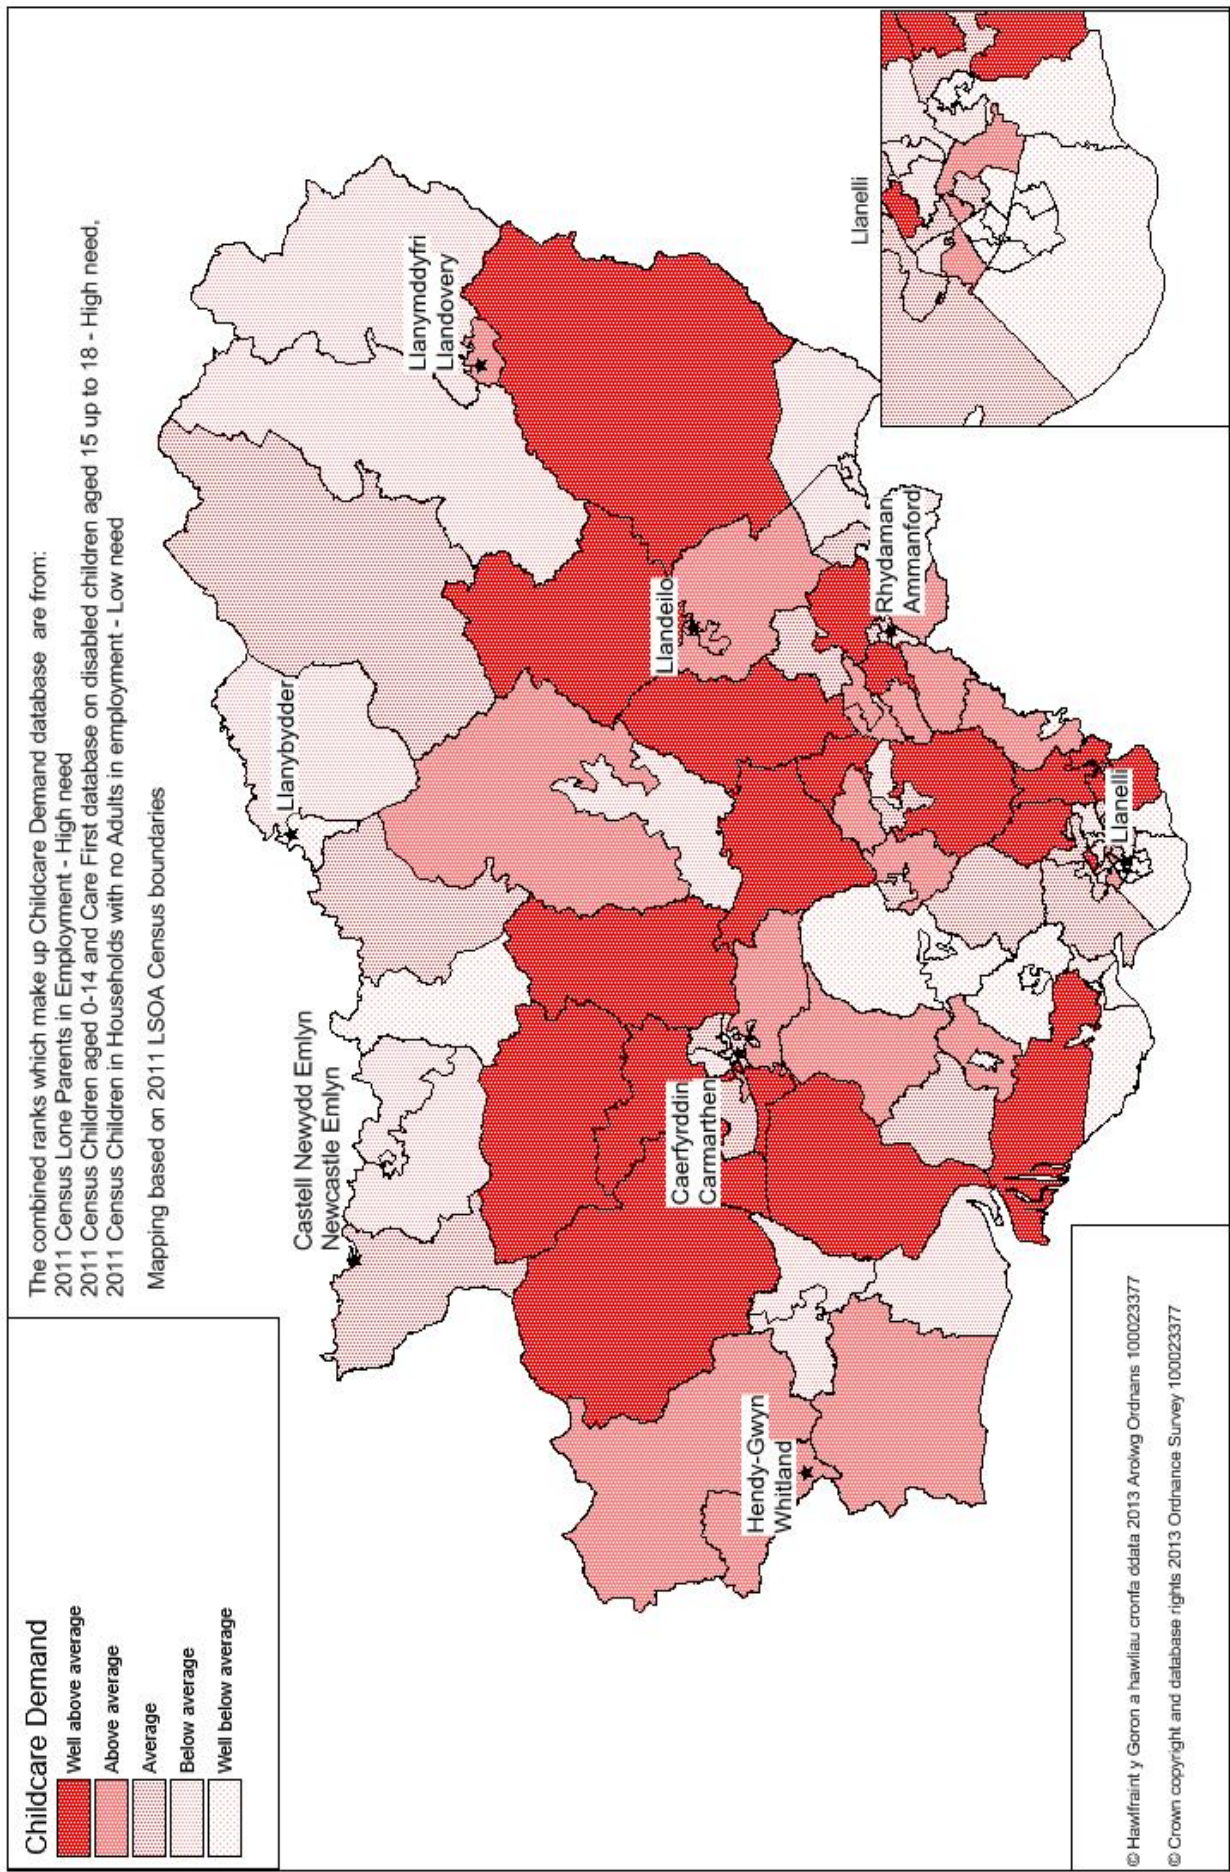 Childcare Demand
Well above average
Above average
Average
Below average
Well below average
The combined ranks which make up Childcare Demand database are from:
2011 Census Lone Parents in Employment - High need
2011 Census Children aged 0-14 and Care First database on disabled children aged 15 up to 18 - High need,
2011 Census Children in Households with no Adults in employment - Low need
Mapping based on 2011 LSOA Census boundaries
Castell Newydd Emlyn
Newcastle Emlyn
Llanybydder
Llanymddyfri
Llandovery
Llandeilo
Caerfyrddin
Carmarthen
Hendy-Gwyn
Whitland
Rhydaman
Ammanford
Llanelli
Llanelli
© Hawlfraint y Goron a hawliau cronfa ddata 2013 Arolwg Ordnans 100023377
© Crown copyright and database rights 2013 Ordnance Survey 100023377